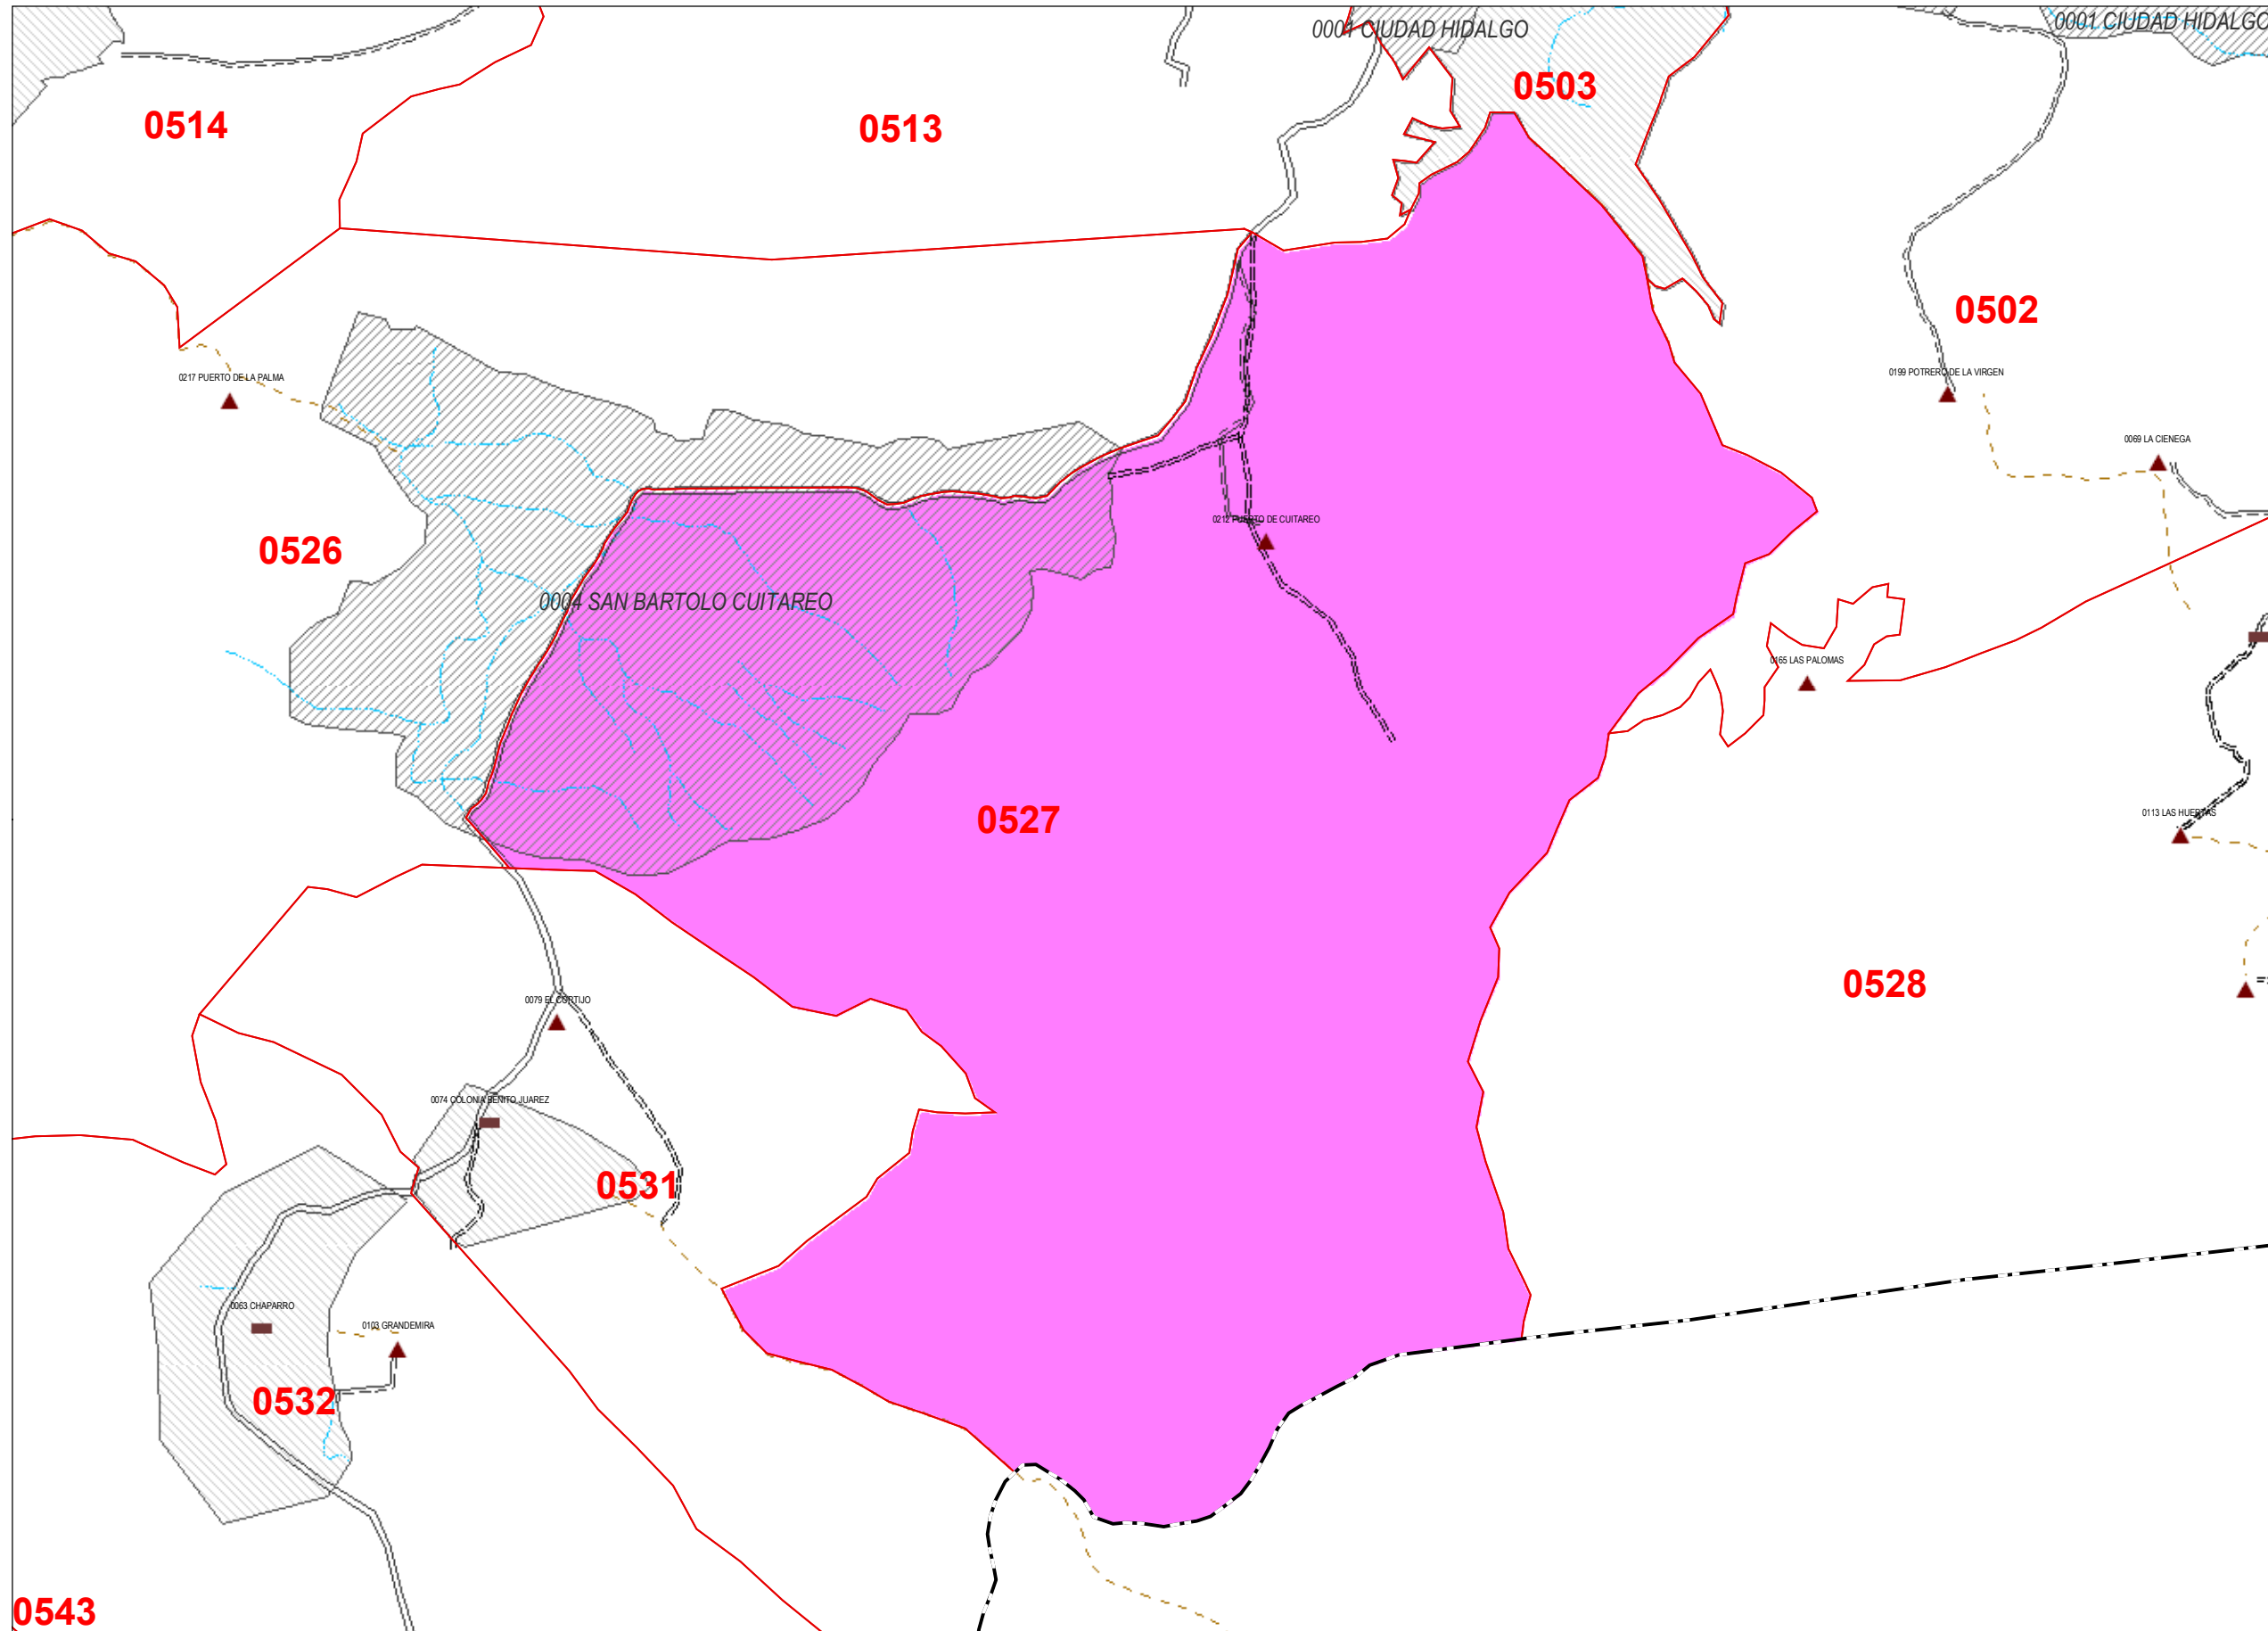 0001 CIUDAD HIDALGO
0001 CIUDAD HIDALGO
0503
0514
0513
0502
0217 PUERTO DE LA PALMA
0199 POTRERO DE LA VIRGEN
0069 LA CIENEGA
0212 PUERTO DE CUITAREO
0526
0004 SAN BARTOLO CUITAREO
0165 LAS PALOMAS
0527
0113 LAS HUERTAS
0528
0079 EL CORTIJO
0074 COLONIA BENITO JUAREZ
0531
0063 CHAPARRO
0103 GRANDEMIRA
0532
0543